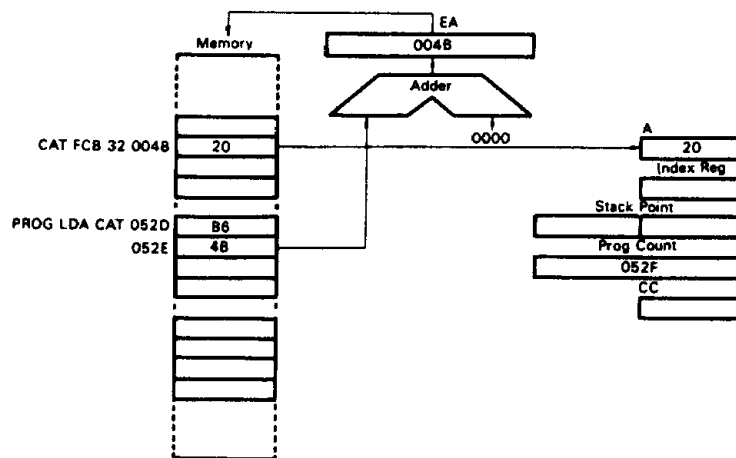 EA
004B
Memory
Adder
0000
A
CAT FCB 32 004B
20
20
Index Reg
Stack Point
PROG LDA CAT 052D
B6
052E
4B
Prog Count
052F
CC